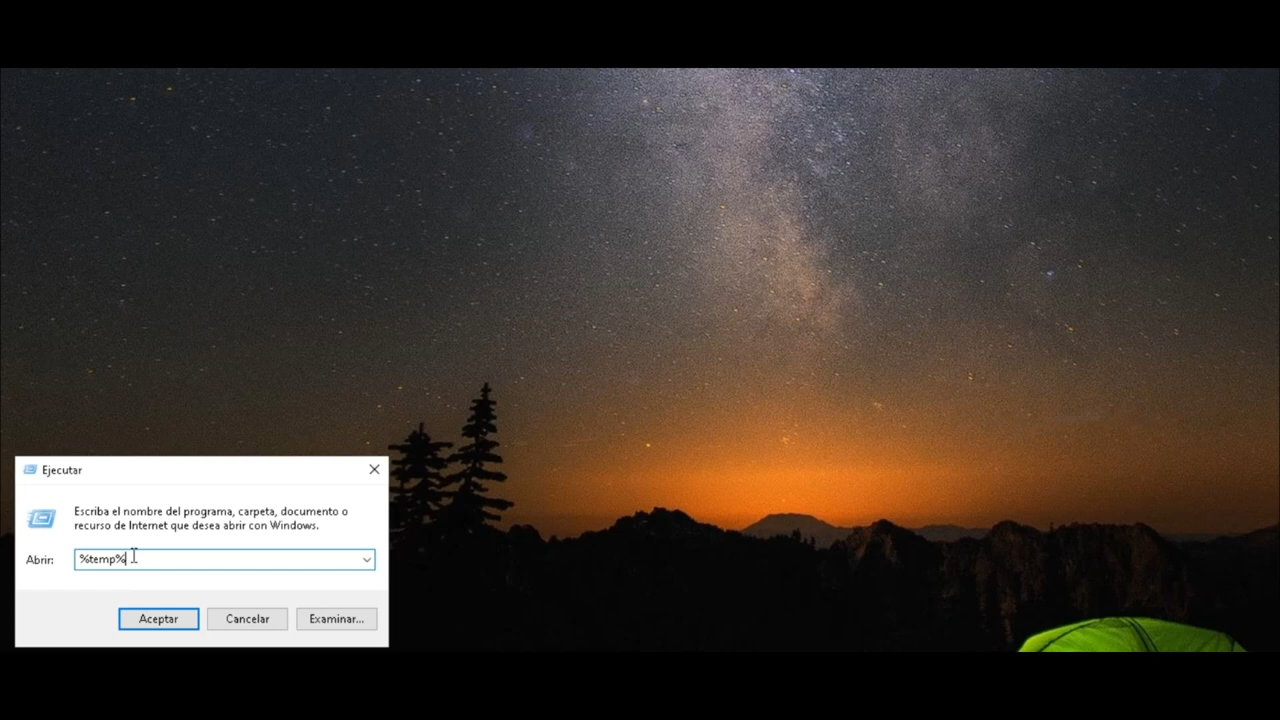 Ejecutar
Escriba el nombre del programa, carpeta, documento o
recurso de Internet que desea abrir con Windows.
Abrir: %temp%
Aceptar Cancelar Examinar...